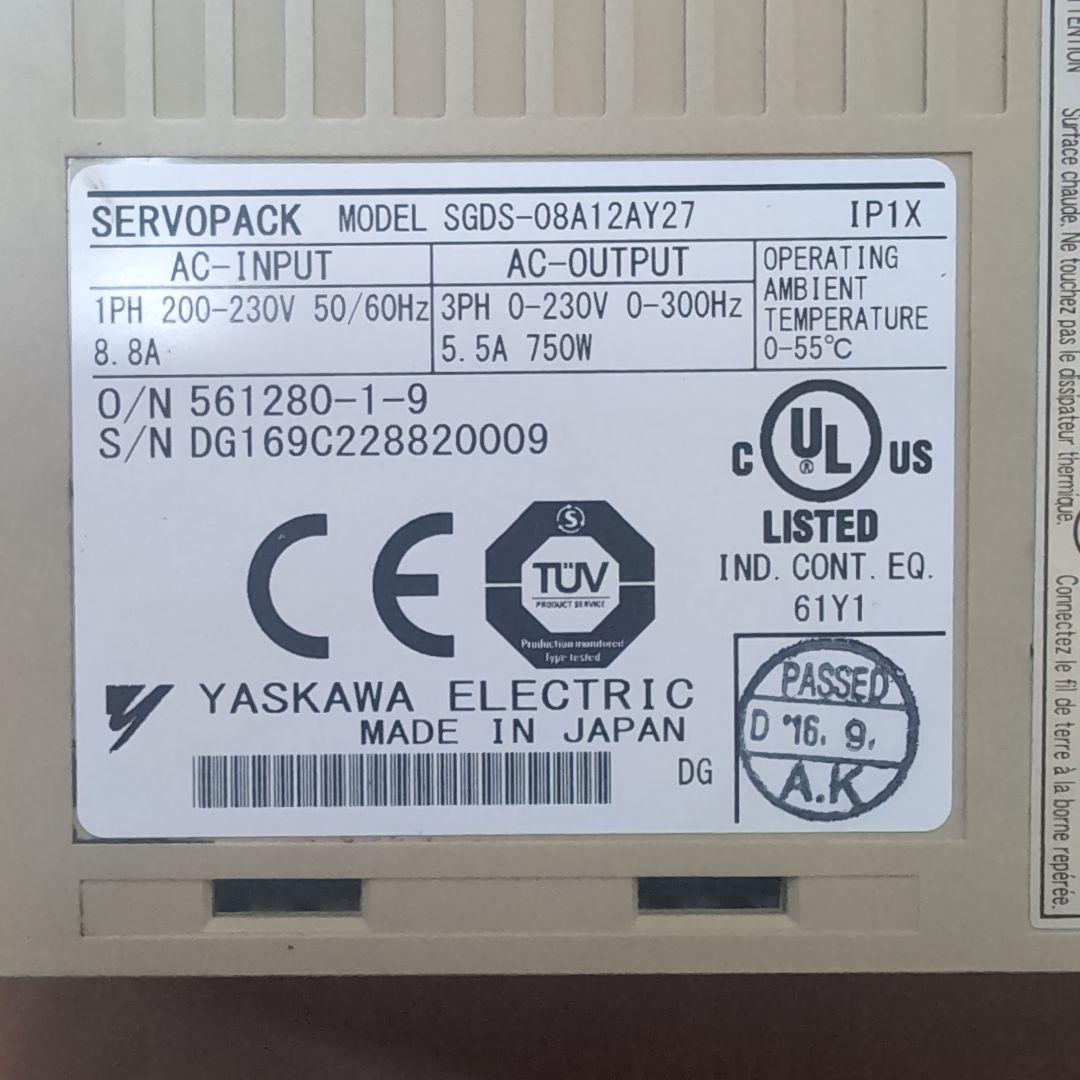 SERVOPACK MODEL SGDS-08A12AY27 IP1X
AC-INPUT
1PH 200-230V 50/60Hz
8.8A
AC-OUTPUT
3PH 0-230V 0-300Hz
5.5A 750W
OPERATING
AMBIENT
TEMPERATURE
0-55℃
O/N 561280-1-9
S/N DG169C228820009
C UL ® US
LISTED
IND. CONT. EQ.
61Y1
CE
TÜV
PRODUCT SERVICE
Production monitored
Type tested
YASKAWA ELECTRIC
MADE IN JAPAN
DG
PASSED
D '16. 9.
A.K
Surface chaude. Ne touchez pas le dissipateur thermique.
Connectez le fil de terre à la borne repérée.